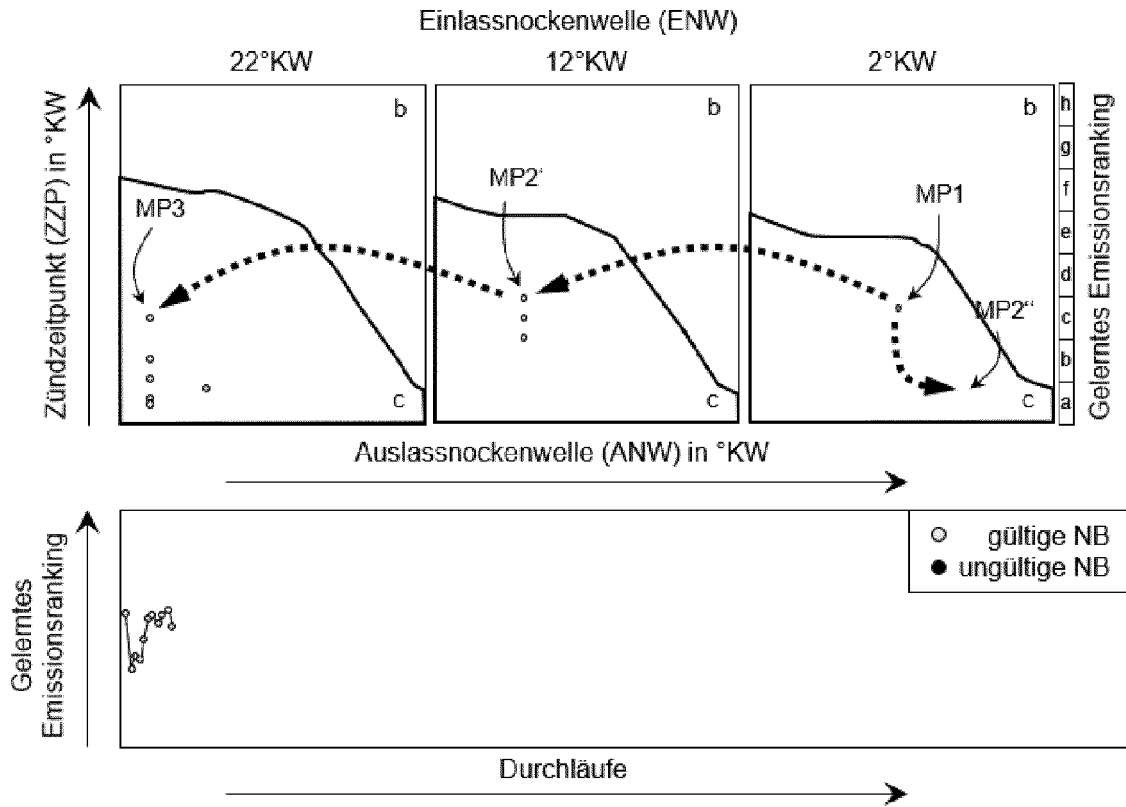 Einlassnockenwelle (ENW)
22°KW
12°KW
2°KW
Zündzeitpunkt (ZZP) in °KW
b
b
b
MP3
MP2'
MP1
MP2“
c
c
c
h
g
f
e
d
c
b
a
Gelerntes Emissionsranking
Auslassnockenwelle (ANW) in °KW
Gelerntes
Emissionsranking
gültige NB
ungültige NB
Durchläufe